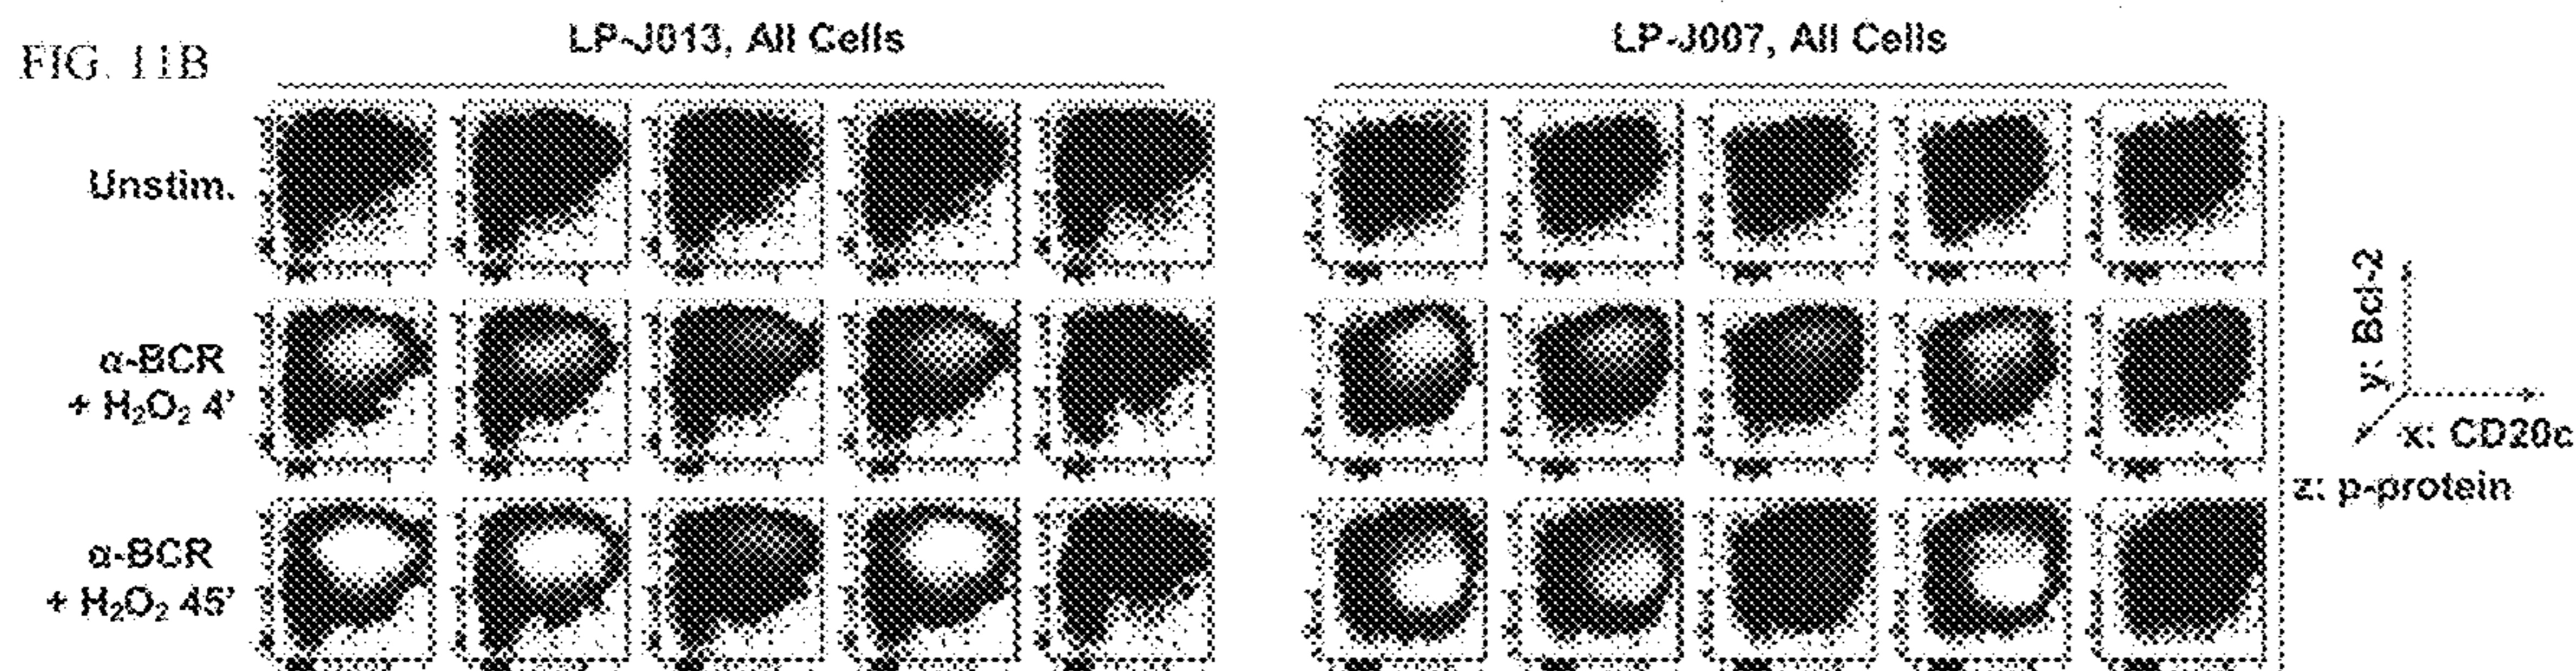 FIG. 11B
LP-J013, All Cells
LP-J007, All Cells
Unstim.
α-BCR
+ H₂O₂ 4'
α-BCR
+ H₂O₂ 45'
y: Bcl-2
x: CD20c
z: p-protein